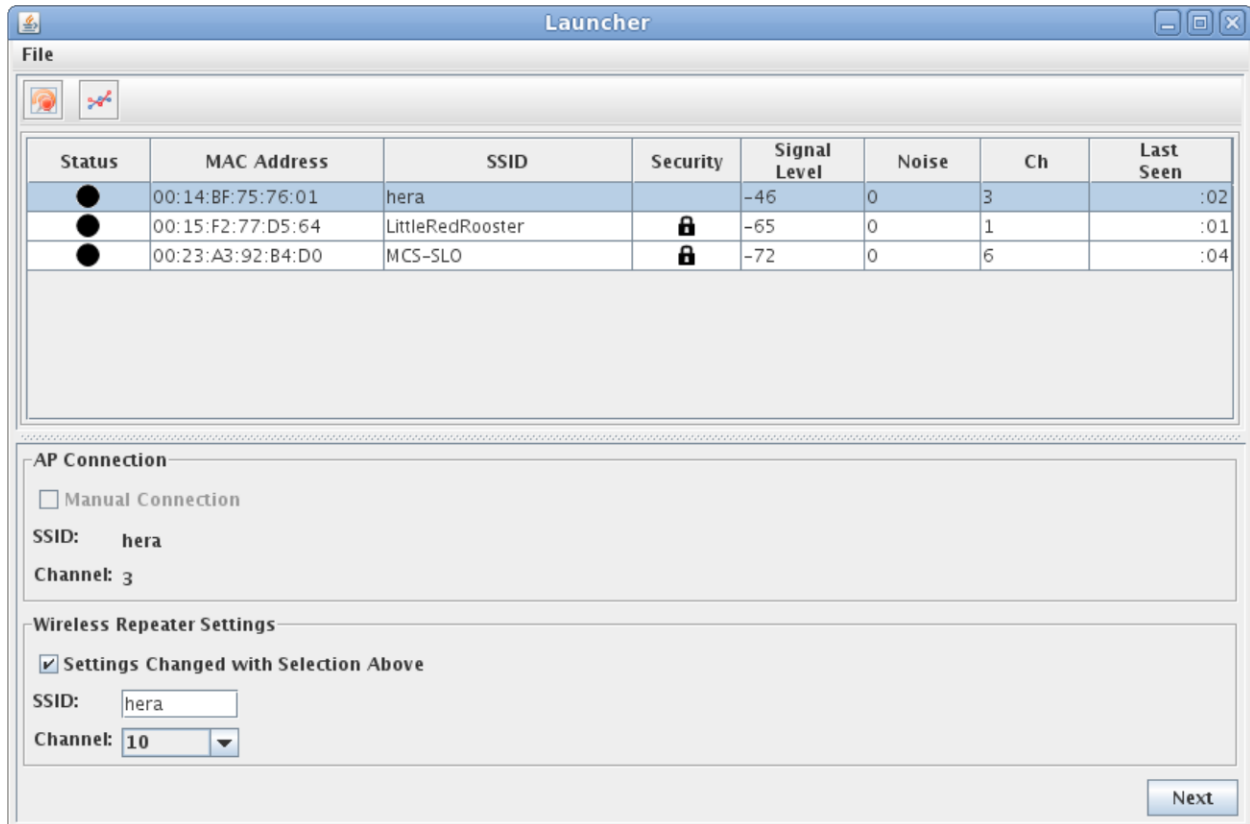 Launcher
File
Status MAC Address SSID Security Signal Level Noise Ch Last Seen
00:14:BF:75:76:01 hera -46 0 3 :02
00:15:F2:77:D5:64 LittleRedRooster -65 0 1 :01
00:23:A3:92:B4:D0 MCS-SLO -72 0 6 :04
AP Connection
Manual Connection
SSID: hera
Channel: 3
Wireless Repeater Settings
Settings Changed with Selection Above
SSID: hera
Channel: 10
Next